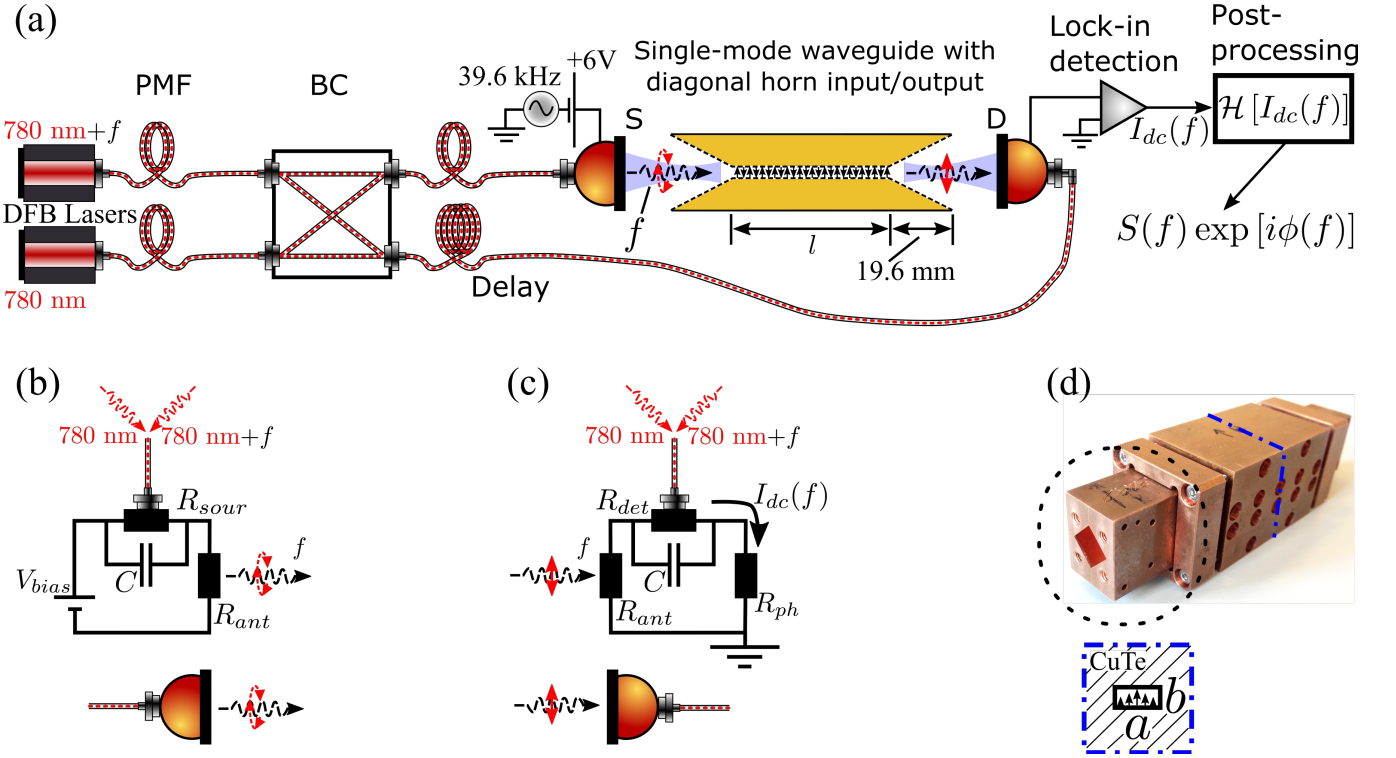 (a)
PMF
BC
39.6 kHz
+6V
S
Single-mode waveguide with
diagonal horn input/output
D
Lock-in
detection
Post-
processing
780 nm+f
DFB Lasers
780 nm
Delay
f
l
19.6 mm
I_dc(f)
ℋ[I_dc(f)]
S(f) exp [iϕ(f)]
(b)
780 nm
780 nm+f
R_sour
C
V_bias
R_ant
f
(c)
780 nm
780 nm+f
R_det
I_dc(f)
f
C
R_ant
R_ph
(d)
CuTe
b
a